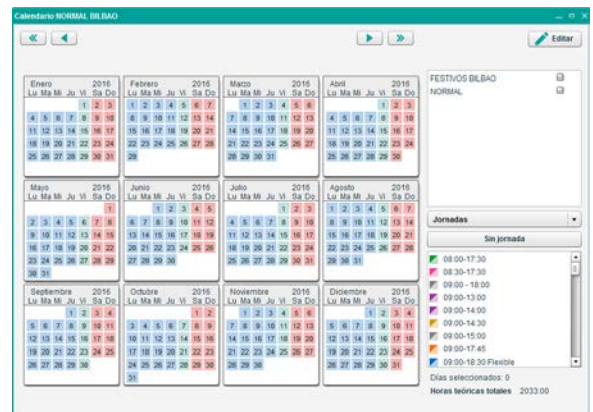 Calendario NORMAL BILBAO
Editar
Enero 2016 Febrero 2016 Marzo 2016 Abril 2016
Lu Ma Mi Ju Vi Sa Do Lu Ma Mi Ju Vi Sa Do Lu Ma Mi Ju Vi Sa Do Lu Ma Mi Ju Vi Sa Do
1 2 3 1 2 3 4 5 6 7 1 2 3 4 5 6 1 2 3
4 5 6 7 8 9 10 8 9 10 11 12 13 14 7 8 9 10 11 12 13 4 5 6 7 8 9 10
11 12 13 14 15 16 17 15 16 17 18 19 20 21 14 15 16 17 18 19 20 11 12 13 14 15 16 17
18 19 20 21 22 23 24 22 23 24 25 26 27 28 21 22 23 24 25 26 27 18 19 20 21 22 23 24
25 26 27 28 29 30 31 29 28 29 30 31 25 26 27 28 29 30
Mayo 2016 Junio 2016 Julio 2016 Agosto 2016
Lu Ma Mi Ju Vi Sa Do Lu Ma Mi Ju Vi Sa Do Lu Ma Mi Ju Vi Sa Do Lu Ma Mi Ju Vi Sa Do
1 1 2 3 4 5 1 2 3 1 2 3 4 5 6 7
2 3 4 5 6 7 8 6 7 8 9 10 11 12 4 5 6 7 8 9 10 8 9 10 11 12 13 14
9 10 11 12 13 14 15 13 14 15 16 17 18 19 11 12 13 14 15 16 17 15 16 17 18 19 20 21
16 17 18 19 20 21 22 20 21 22 23 24 25 26 18 19 20 21 22 23 24 22 23 24 25 26 27 28
23 24 25 26 27 28 29 27 28 29 30 25 26 27 28 29 30 31 29 30 31
30 31
Septiembre 2016 Octubre 2016 Noviembre 2016 Diciembre 2016
Lu Ma Mi Ju Vi Sa Do Lu Ma Mi Ju Vi Sa Do Lu Ma Mi Ju Vi Sa Do Lu Ma Mi Ju Vi Sa Do
1 2 3 4 1 2 1 2 3 4 5 6 1 2 3 4
5 6 7 8 9 10 11 3 4 5 6 7 8 9 7 8 9 10 11 12 13 5 6 7 8 9 10 11
12 13 14 15 16 17 18 10 11 12 13 14 15 16 14 15 16 17 18 19 20 12 13 14 15 16 17 18
19 20 21 22 23 24 25 17 18 19 20 21 22 23 21 22 23 24 25 26 27 19 20 21 22 23 24 25
26 27 28 29 30 24 25 26 27 28 29 30 28 29 30 26 27 28 29 30 31
31
FESTIVOS BILBAO
NORMAL
Jornadas
Sin jornada
08:00-17:30
08:30-17:30
09:00 - 18:00
09:00-13:00
09:00-14:00
09:00-14:30
09:00-15:00
09:00-17:45
09:00-18:30 Flexible
Días seleccionados: 0
Horas teóricas totales 2033:00